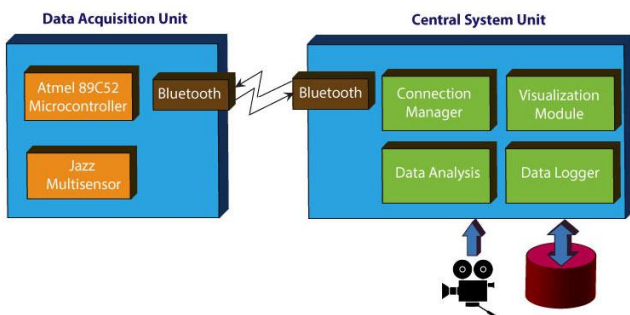 Data Acquisition Unit
Central System Unit
Atmel 89C52
Microcontroller
Bluetooth
Bluetooth
Connection
Manager
Visualization
Module
Jazz
Multisensor
Data Analysis
Data Logger